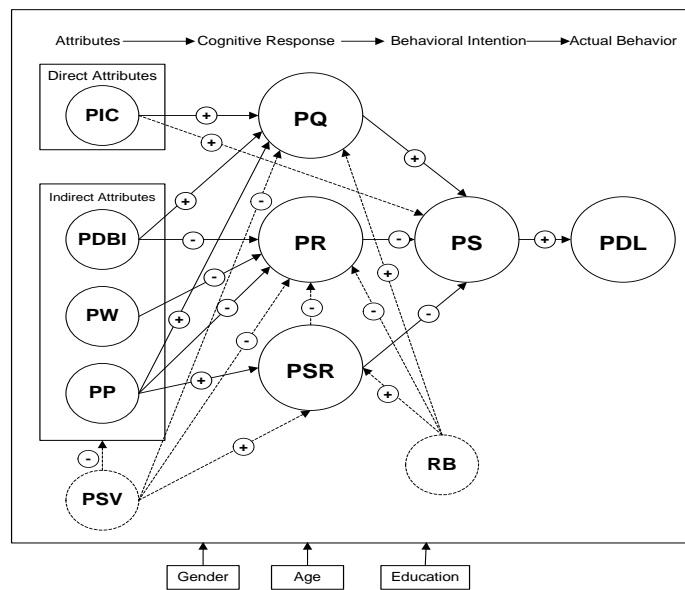 Attributes Cognitive Response Behavioral Intention Actual Behavior
Direct Attributes
PIC + PQ
+
+
Indirect Attributes
- 
PDBI - PR - PS + PDL
+
PW -
+ - - -
-
PP + PSR -
+
- +
RB
PSV
Gender Age Education